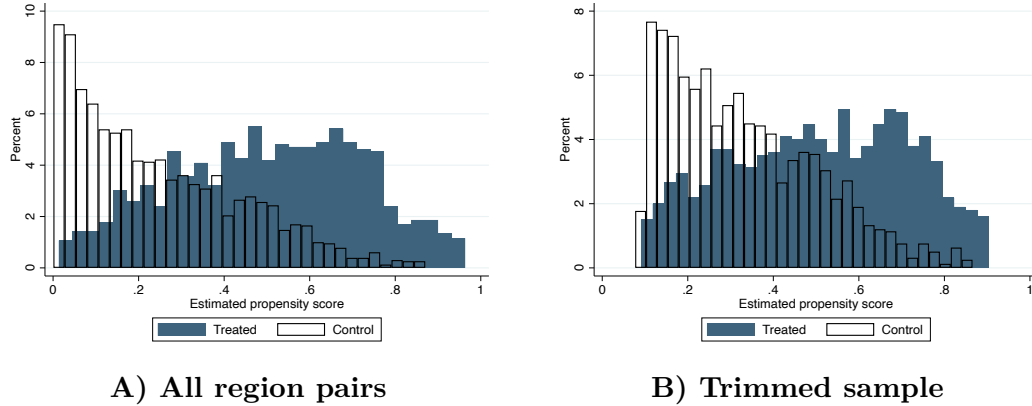 10
8
6
4
2
0
Percent
0
.2
.4
.6
.8
1
Estimated propensity score
Treated
Control
A) All region pairs
8
6
4
2
0
Percent
0
.2
.4
.6
.8
1
Estimated propensity score
Treated
Control
B) Trimmed sample